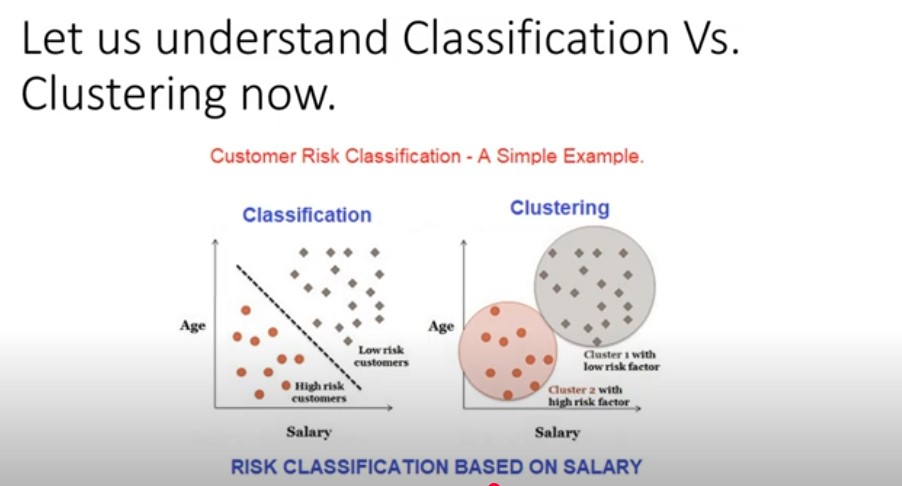 Let us understand Classification Vs.
Clustering now.
Customer Risk Classification - A Simple Example.
Classification
Age
Low risk
customers
High risk
customers
Salary
Clustering
Age
Cluster 1 with
low risk factor
Cluster 2 with
high risk factor
Salary
RISK CLASSIFICATION BASED ON SALARY